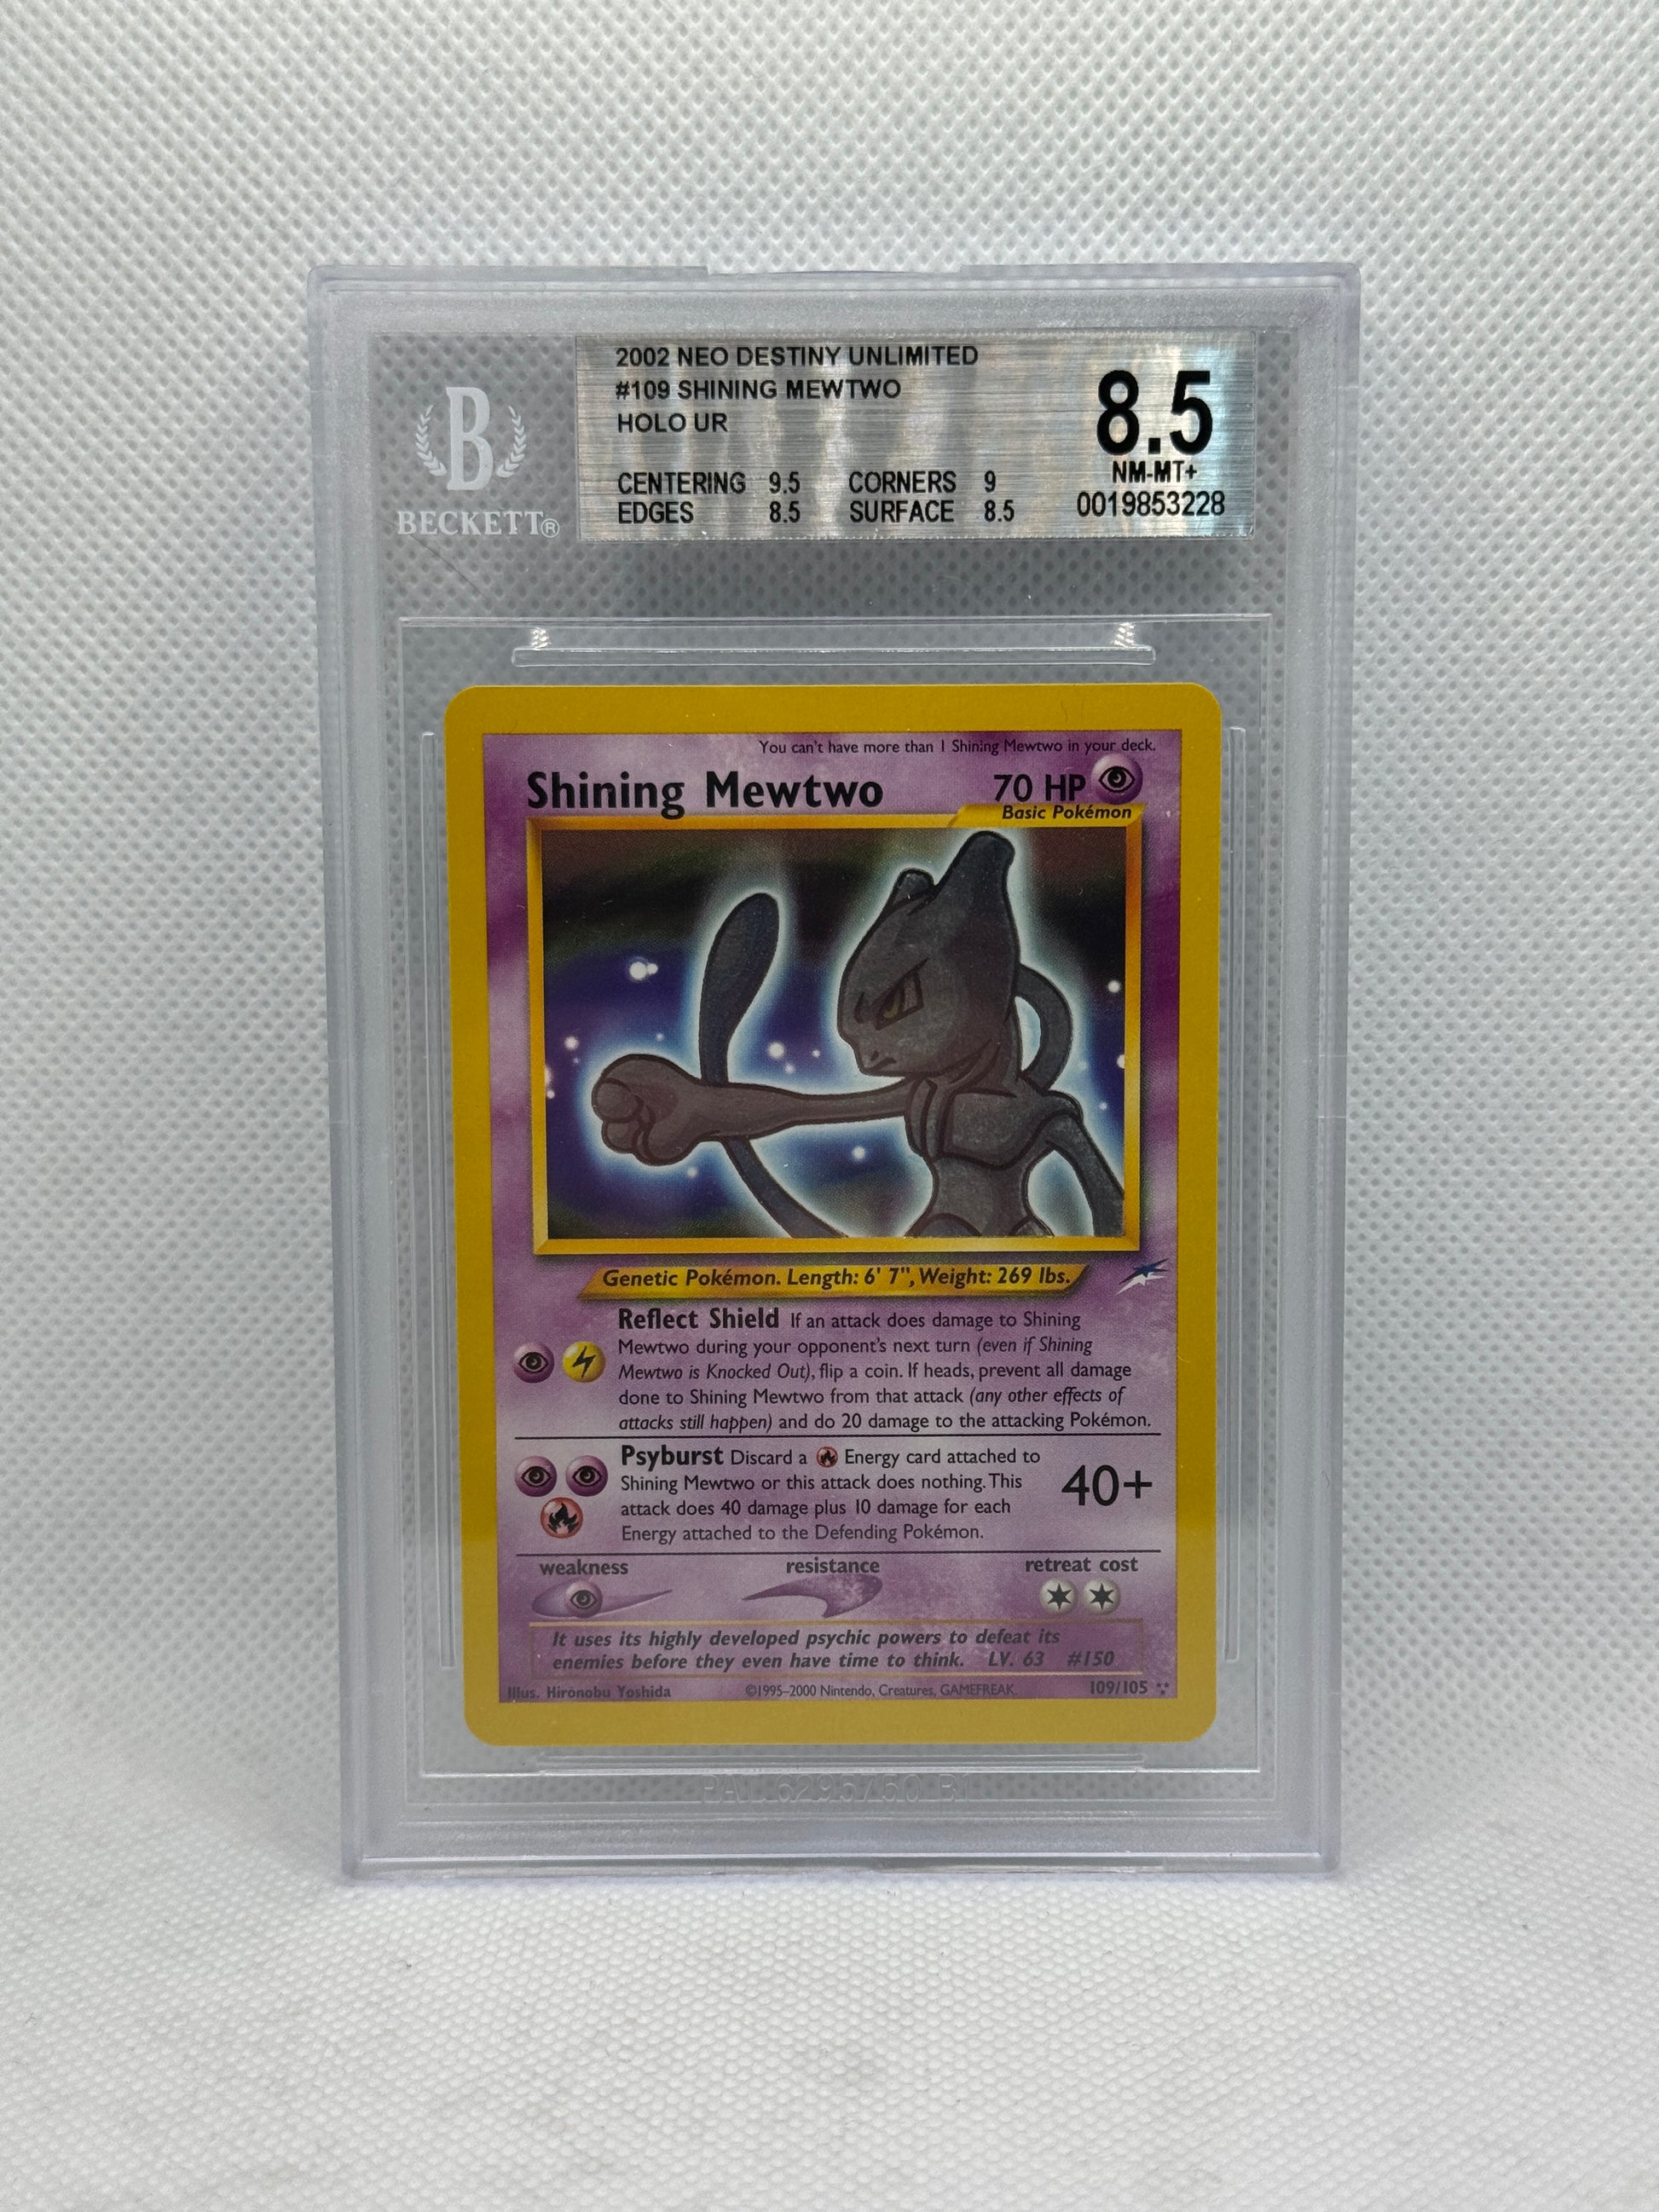 2002 NEO DESTINY UNLIMITED
#109 SHINING MEWTWO
HOLO UR
8.5
NM-MT+
CENTERING 9.5 CORNERS 9
EDGES 8.5 SURFACE 8.5
0019853228
B
BECKETT®
You can't have more than 1 Shining Mewtwo in your deck.
Shining Mewtwo 70 HP
Basic Pokémon
Genetic Pokémon. Length: 6' 7", Weight: 269 lbs.
Reflect Shield If an attack does damage to Shining
Mewtwo during your opponent's next turn (even if Shining
Mewtwo is Knocked Out), flip a coin. If heads, prevent all damage
done to Shining Mewtwo from that attack (any other effects of
attacks still happen) and do 20 damage to the attacking Pokémon.
Psyburst Discard a Energy card attached to
Shining Mewtwo or this attack does nothing. This
attack does 40 damage plus 10 damage for each
Energy attached to the Defending Pokémon.
40+
weakness resistance retreat cost
It uses its highly developed psychic powers to defeat its
enemies before they even have time to think. LV. 63 #150
Illus. Hironobu Yoshida ©1995–2000 Nintendo, Creatures, GAMEFREAK. 109/105